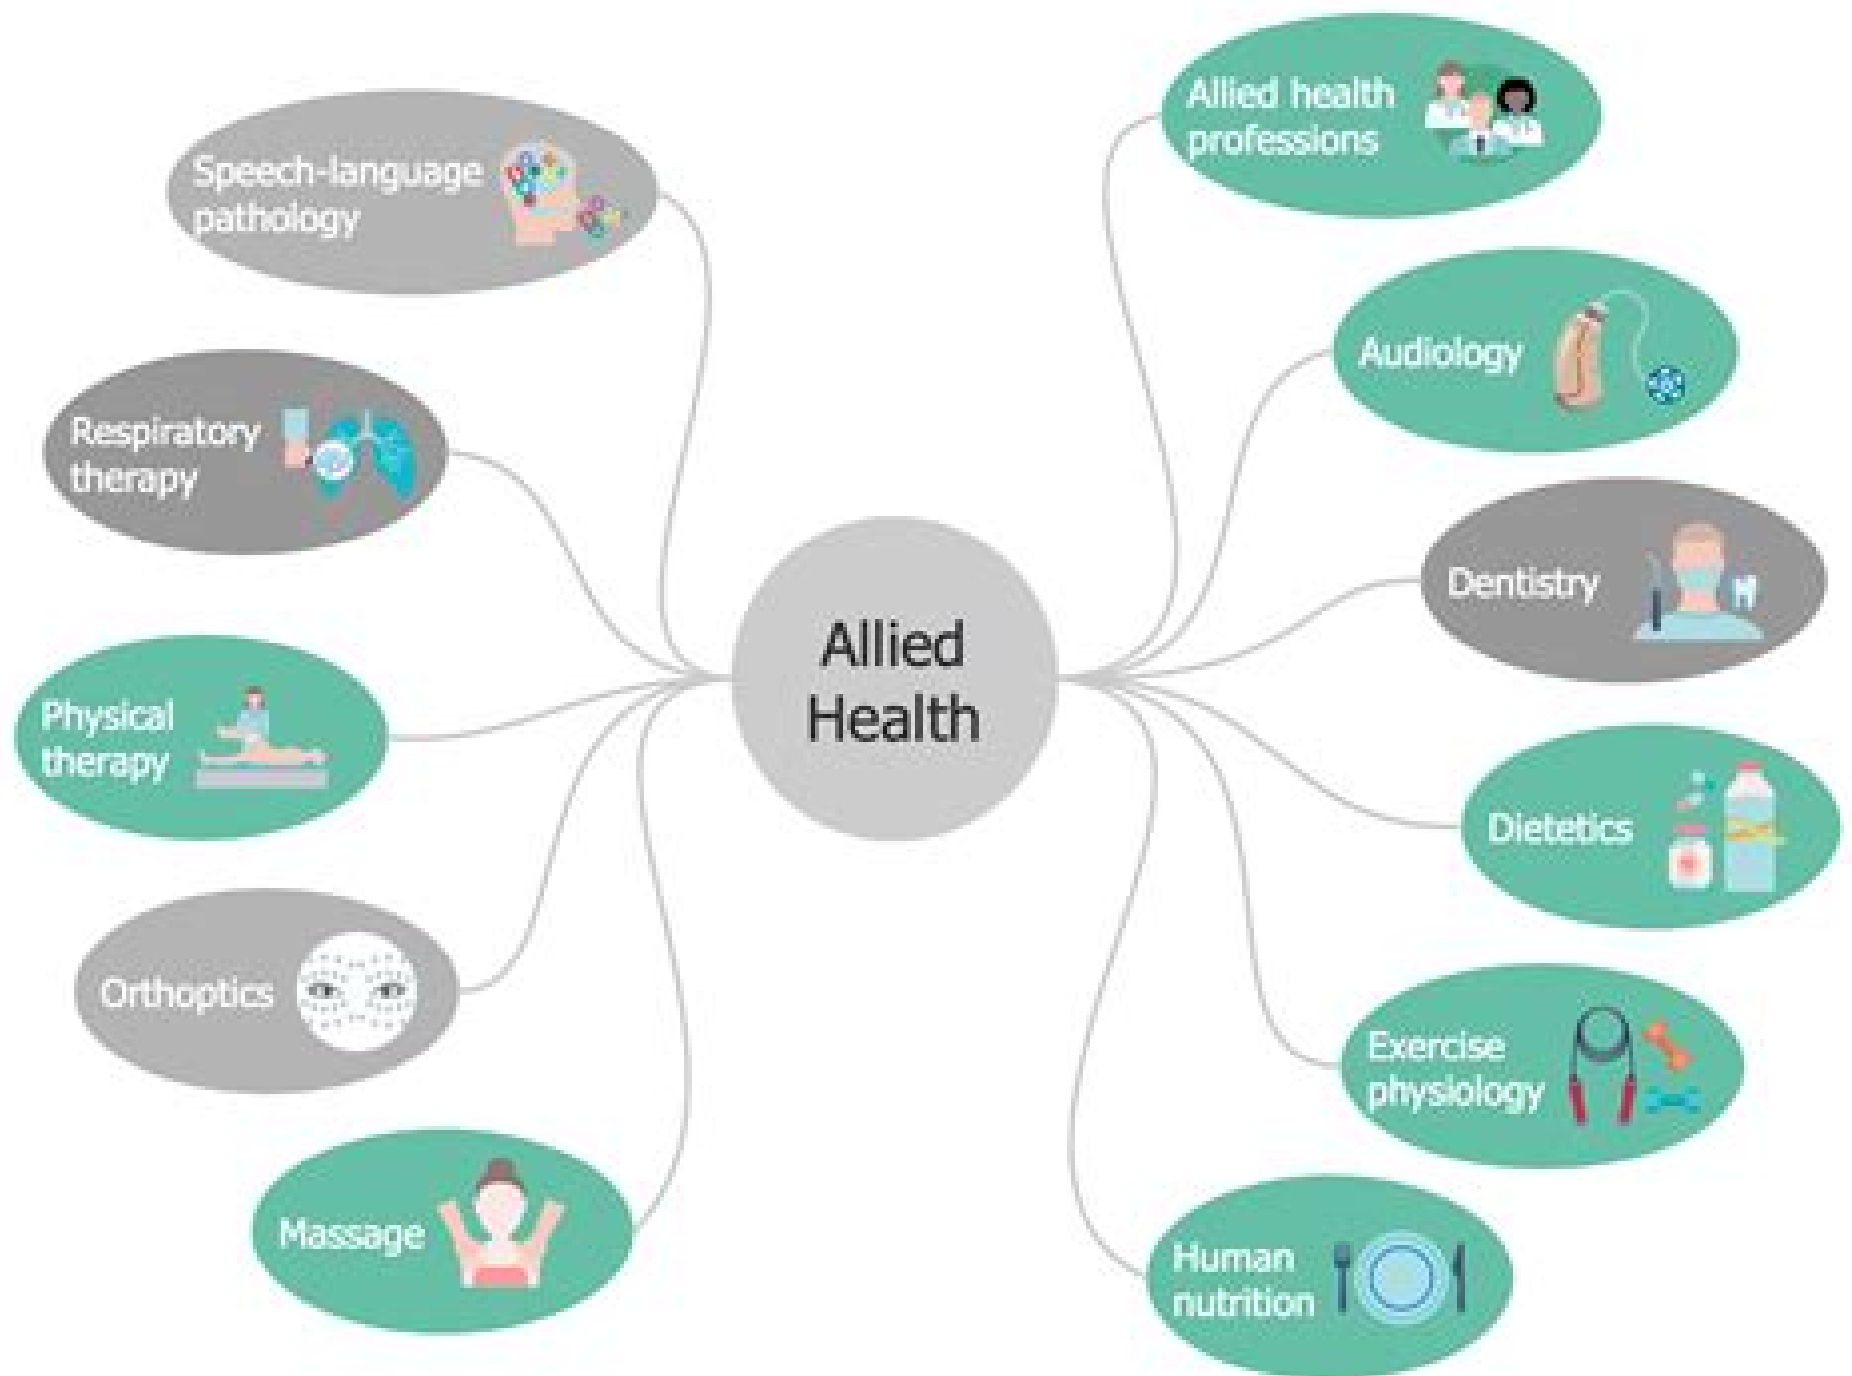 Allied
Health
Allied health
professions
Audiology
Dentistry
Dietetics
Exercise
physiology
Human
nutrition
Speech-language
pathology
Respiratory
therapy
Physical
therapy
Orthoptics
Massage